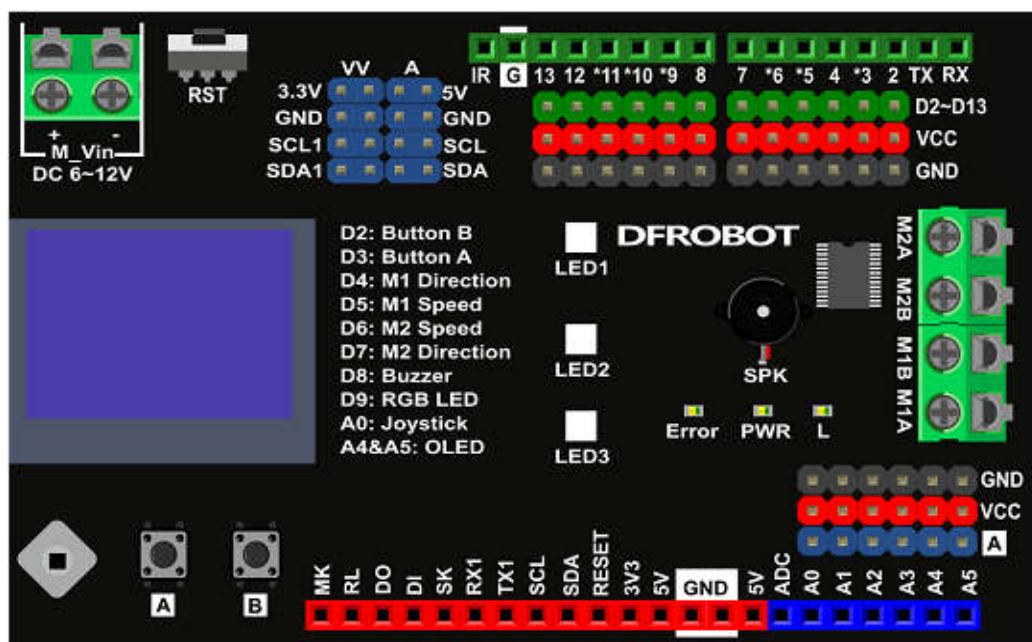 RST
VV A
3.3V 5V
GND GND
SCL1 SCL
SDA1 SDA
+ -
M_Vin
DC 6~12V
IR G 13 12 *11 *10 *9 8 7 *6 *5 4 *3 2 TX RX
D2~D13
VCC
GND
D2: Button B
D3: Button A
D4: M1 Direction
D5: M1 Speed
D6: M2 Speed
D7: M2 Direction
D8: Buzzer
D9: RGB LED
A0: Joystick
A4&A5: OLED
LED1
LED2
LED3
DFROBOT
SPK
Error PWR L
M2A
M2B
M1B
M1A
GND
VCC
A
A B
MK RL DO DI SK RX1 TX1 SCL SDA RESET 3V3 5V GND 5V ADC A0 A1 A2 A3 A4 A5